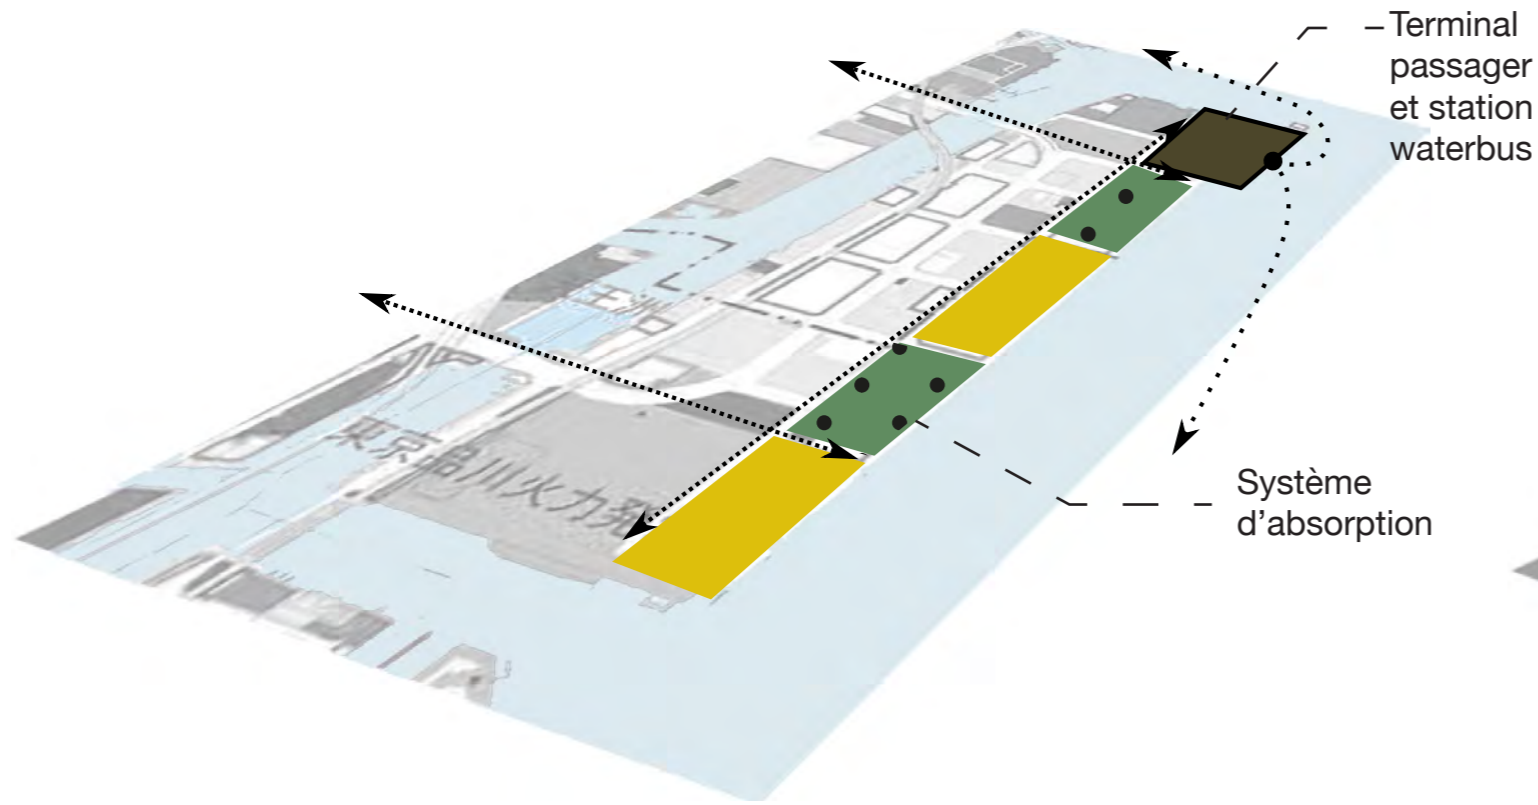 Terminal
passager
et station
waterbus
Système
d'absorption
東京
品川火力発